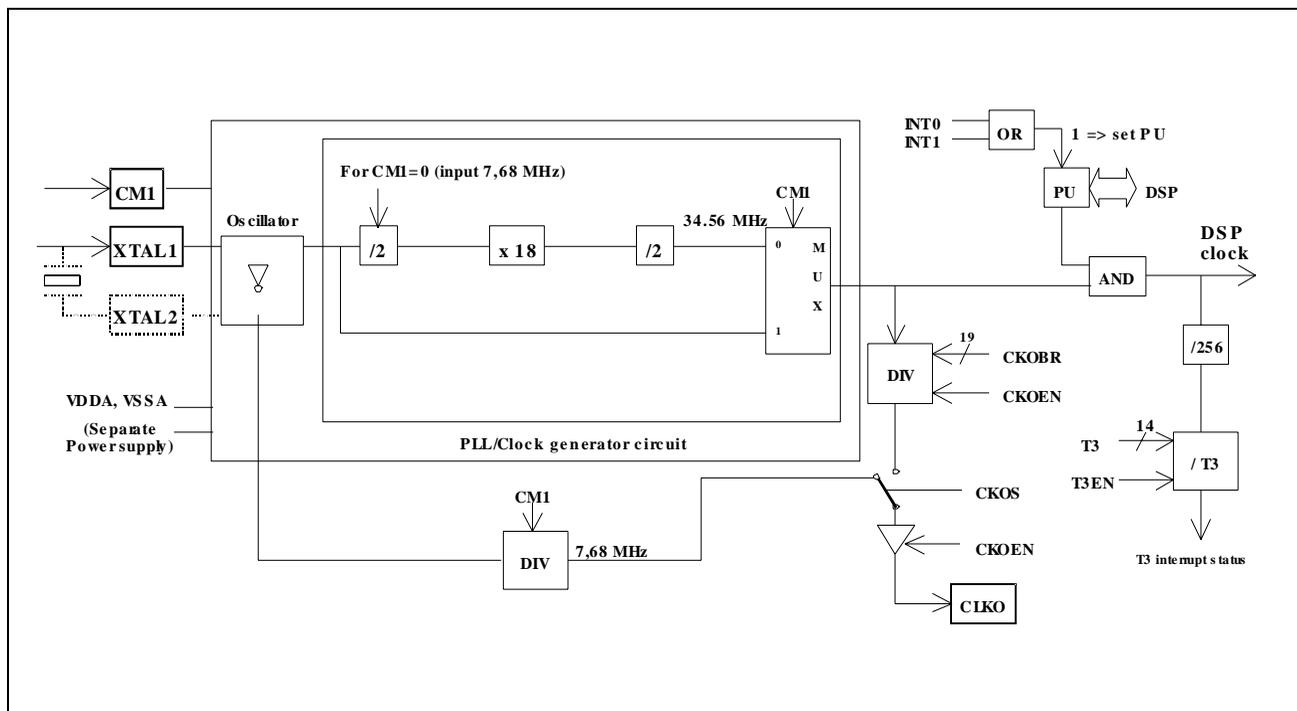 INT0
INT1
OR
1 => set PU
PU
DSP
CM1
For CM1=0 (input 7,68 MHz)
CM1
Oscillator
34.56 MHz
DSP
clock
XTAL1
/2
x 18
/2
0
M
U
X
1
AND
XTAL2
/256
19
CKOBR
DIV
CKOEN
VDDA, VSSA
(Separate
Power supply)
PLL/Clock generator circuit
14
T3
/ T3
T3EN
CM1
CKOS
DIV
7,68 MHz
CKOEN
T3 interrupt status
CLKO